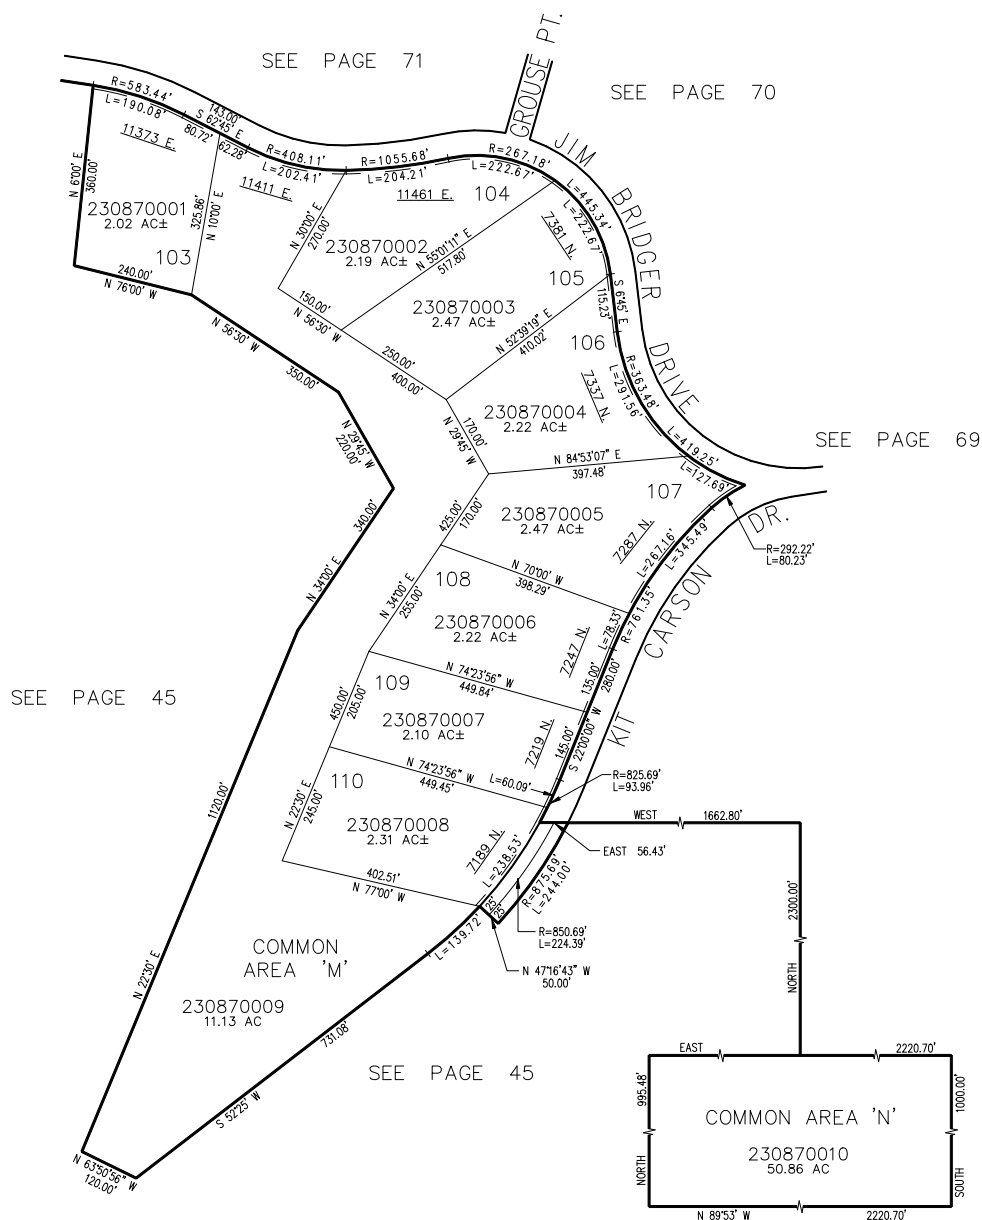 SEE PAGE 71
GROUSE PT.
SEE PAGE 70
JIM BRIDGER DRIVE
R=583.44'
L=190.08'
143.00'
S 62°45' E
80.72'
62.28'
11373 E.
R=408.11'
L=202.41'
11411 E.
R=1055.68'
L=204.21'
11461 E.
R=267.18'
L=222.67'
L=445.34'
L=222.67'
N 6°00' E
360.00'
230870001
2.02 AC±
103
325.86'
N 10°00' E
240.00'
N 76°00' W
N 30°00' E
270.00'
104
230870002
2.19 AC±
N 55°01'11" E
517.80'
7381 N.
150.00'
N 56°30' W
105
230870003
2.47 AC±
N 52°39'19" E
410.02'
S 6°45' E
115.23'
N 56°30' W
350.00'
250.00'
400.00'
106
7337 N.
R=363.48'
L=291.56'
230870004
2.22 AC±
170.00'
N 29°45' W
N 29°45' W
220.00'
L=419.25'
L=127.69'
SEE PAGE 69
N 84°53'07" E
397.48'
107
230870005
2.47 AC±
425.00'
170.00'
340.00'
7287 N.
L=267.16'
L=345.49'
R=292.22'
L=80.23'
KIT CARSON DR.
N 70°00' W
398.29'
108
N 34°00' E
255.00'
N 34°00' E
230870006
2.22 AC±
L=78.33'
R=761.35'
7247 N.
N 74°23'56" W
449.84'
135.00'
280.00'
SEE PAGE 45
109
450.00'
205.00'
230870007
2.10 AC±
7219 N.
145.00'
S 22°00'00" W
N 74°23'56" W
449.45'
L=60.09'
R=825.69'
L=93.96'
110
N 22°30' E
245.00'
1120.00'
230870008
2.31 AC±
7189 N.
L=238.53'
WEST
1662.80'
EAST 56.43'
R=875.69'
L=244.00'
402.51'
N 77°00' W
25'
25'
2300.00'
NORTH
R=850.69'
L=224.39'
L=139.72'
N 47°16'43" W
50.00'
COMMON
AREA 'M'
N 22°30' E
230870009
11.13 AC
731.08'
S 52°25' W
SEE PAGE 45
EAST
2220.70'
995.48'
NORTH
1000.00'
SOUTH
COMMON AREA 'N'
230870010
50.86 AC
N 63°50'56" W
120.00'
N 89°53' W
2220.70'